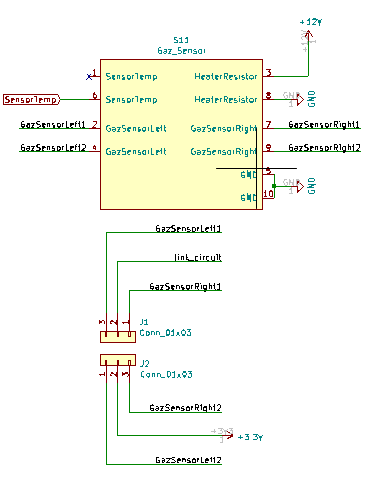 +12V
S11
Gaz_Sensor
1 SensorTemp HeaterResistor 3
SensorTemp 6 SensorTemp HeaterResistor 8 GND
GazSensorLeft1 2 GazSensorLeft GazSensorRight 7 GazSensorRight1
GazSensorLeft2 4 GazSensorLeft GazSensorRight 9 GazSensorRight2
GND
GND 10 GND
GazSensorLeft1
link_circuit
GazSensorRight1
3 2 1 J1
Conn_01x03
J2
1 2 3 Conn_01x03
GazSensorRight2
+3.3V
GazSensorLeft2